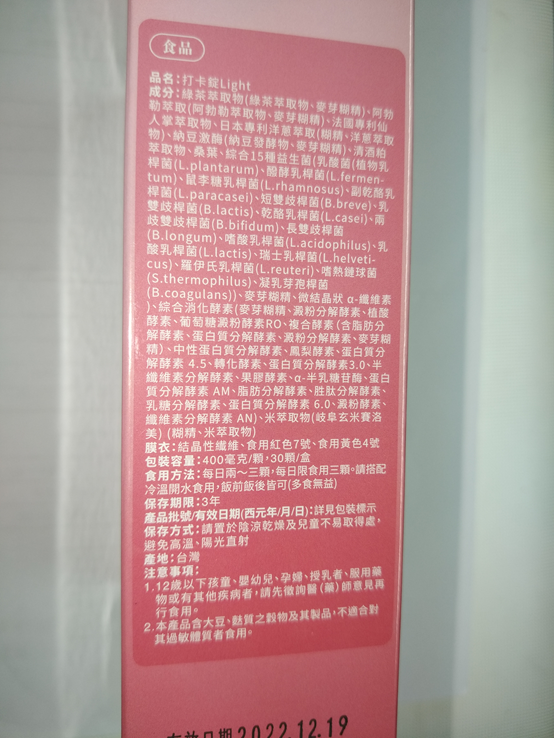 食品
品名:打卡錠Light
成分:綠茶萃取物(綠茶萃取物、麥芽糊精)、阿勃
勒萃取(阿勃勒萃取物、麥芽糊精)、法國專利仙
人掌萃取物、日本專利洋蔥萃取(糊精、洋蔥萃取
物)、納豆激酶(納豆發酵物、麥芽糊精)、清酒粕
萃取物、桑葉、綜合15種益生菌(乳酸菌(植物乳
桿菌(L.plantarum)、醱酵乳桿菌(L.fermen-
tum)、鼠李糖乳桿菌(L.rhamnosus)、副乾酪乳
桿菌(L.paracasei)、短雙歧桿菌(B.breve)、乳
雙歧桿菌(B.lactis)、乾酪乳桿菌(L.casei)、兩
歧雙歧桿菌(B.bifidum)、長雙歧桿菌
(B.longum)、嗜酸乳桿菌(L.acidophilus)、乳
酸乳桿菌(L.lactis)、瑞士乳桿菌(L.helveti-
cus)、羅伊氏乳桿菌(L.reuteri)、嗜熱鏈球菌
(S.thermophilus)、凝乳芽孢桿菌
(B.coagulans))、麥芽糊精、微結晶狀 α-纖維素
)、綜合消化酵素(麥芽糊精、澱粉分解酵素、植酸
酵素、葡萄糖澱粉酵素RO、複合酵素(含脂肪分
解酵素、蛋白質分解酵素、澱粉分解酵素、麥芽糊
精)、中性蛋白質分解酵素、鳳梨酵素、蛋白質分
解酵素 4.5、轉化酵素、蛋白質分解酵素3.0、半
纖維素分解酵素、果膠酵素、α-半乳糖苷酶、蛋白
質分解酵素 AM、脂肪分解酵素、胜肽分解酵素、
乳糖分解酵素、蛋白質分解酵素 6.0、澱粉酵素、
纖維素分解酵素 AN)、米萃取物(岐阜玄米賽洛
美) (糊精、米萃取物)
膜衣:結晶性纖維、食用紅色7號、食用黃色4號
包裝容量:400毫克/顆,30顆/盒
食用方法:每日兩～三顆,每日限食用三顆。請搭配
冷溫開水食用,飯前飯後皆可(多食無益)
保存期限:3年
產品批號/有效日期(西元年/月/日):詳見包裝標示
保存方式:請置於陰涼乾燥及兒童不易取得處,
避免高溫、陽光直射
產地:台灣
注意事項:
1.12歲以下孩童、嬰幼兒、孕婦、授乳者、服用藥
物或有其他疾病者,請先徵詢醫(藥)師意見再
行食用。
2.本產品含大豆、麩質之穀物及其製品,不適合對
其過敏體質者食用。
有效日期2022.12.19